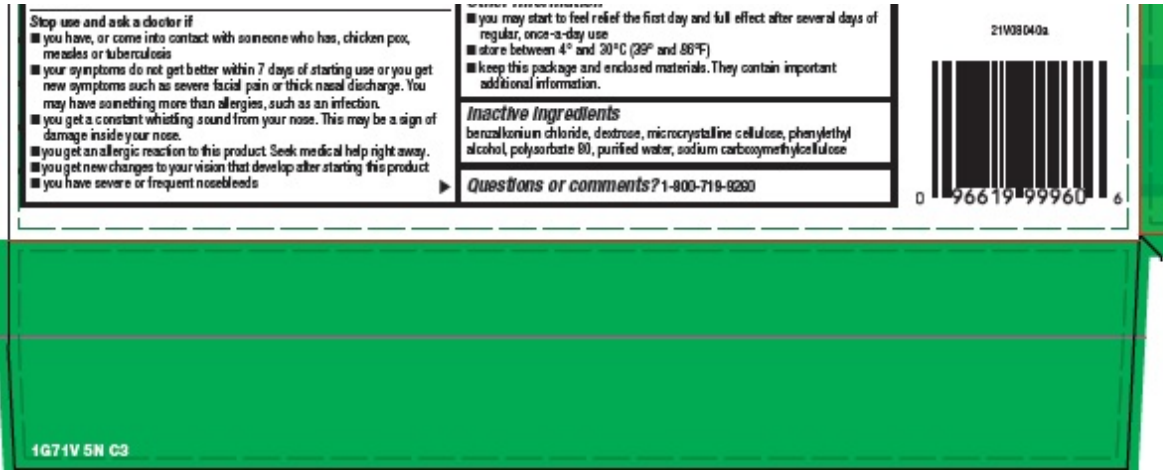 Stop use and ask a doctor if
■ you have, or come into contact with someone who has, chicken pox,
measles or tuberculosis
■ your symptoms do not get better within 7 days of starting use or you get
new symptoms such as severe facial pain or thick nasal discharge. You
may have something more than allergies, such as an infection.
■ you get a constant whistling sound from your nose. This may be a sign of
damage inside your nose.
■ you get an allergic reaction to this product. Seek medical help right away.
■ you get new changes to your vision that develop after starting this product
■ you have severe or frequent nosebleeds
Other information
■ you may start to feel relief the first day and full effect after several days of
regular, once-a-day use
■ store between 4° and 30°C (39° and 86°F)
■ keep this package and enclosed materials. They contain important
additional information.
Inactive ingredients
benzalkonium chloride, dextrose, microcrystalline cellulose, phenylethyl
alcohol, polysorbate 80, purified water, sodium carboxymethylcellulose
Questions or comments? 1-800-719-9260
21V08040a
0 96619 99960 6
1G71V 5N C3